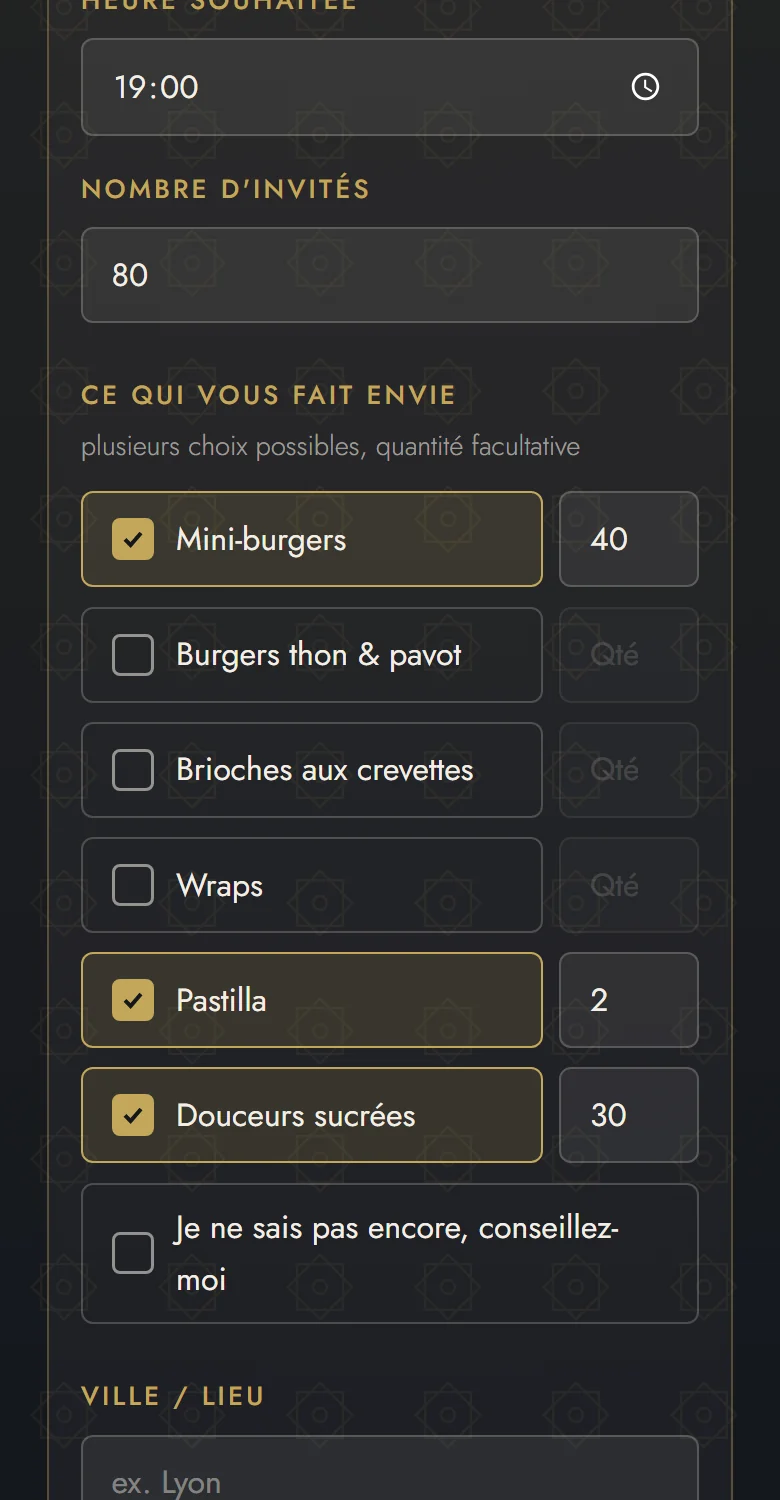 HEURE SOUHAITÉE
19:00
NOMBRE D'INVITÉS
80
CE QUI VOUS FAIT ENVIE
plusieurs choix possibles, quantité facultative
Mini-burgers 40
Burgers thon & pavot Qté
Brioches aux crevettes Qté
Wraps Qté
Pastilla 2
Douceurs sucrées 30
Je ne sais pas encore, conseillez-
moi
VILLE / LIEU
ex. Lyon